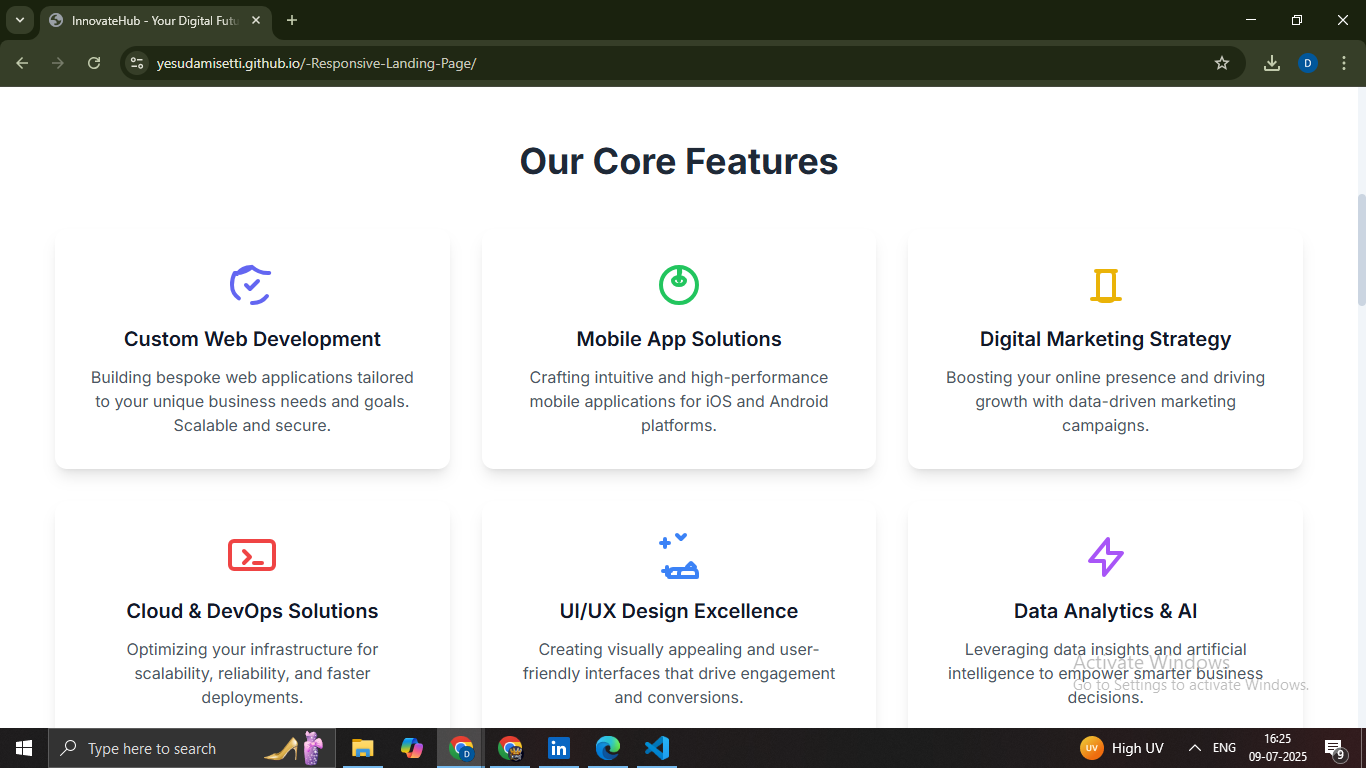 InnovateHub - Your Digital Futu
yesudamisetti.github.io/-Responsive-Landing-Page/
D
Our Core Features
Custom Web Development
Building bespoke web applications tailored
to your unique business needs and goals.
Scalable and secure.
Mobile App Solutions
Crafting intuitive and high-performance
mobile applications for iOS and Android
platforms.
Digital Marketing Strategy
Boosting your online presence and driving
growth with data-driven marketing
campaigns.
Cloud & DevOps Solutions
Optimizing your infrastructure for
scalability, reliability, and faster
deployments.
UI/UX Design Excellence
Creating visually appealing and user-
friendly interfaces that drive engagement
and conversions.
Data Analytics & AI
Leveraging data insights and artificial
intelligence to empower smarter business
decisions.
Activate Windows
Go to Settings to activate Windows.
Type here to search
D
in
UV
High UV
ENG
16:25
09-07-2025
9